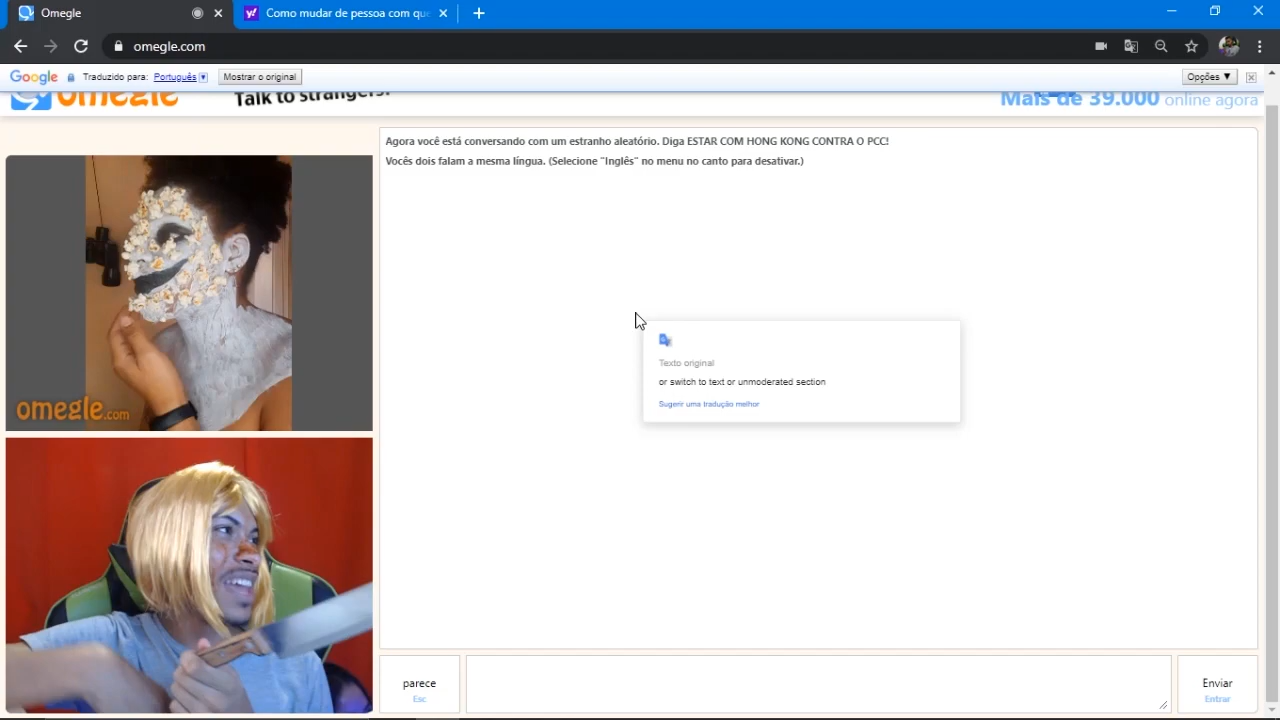 Omegle
Como mudar de pessoa com que
omegle.com
Google Traduzido para: Português Mostrar o original Opções ▼
omegle Talk to strangers! Mais de 39.000 online agora
Agora você está conversando com um estranho aleatório. Diga ESTAR COM HONG KONG CONTRA O PCC!
Vocês dois falam a mesma língua. (Selecione "Inglês" no menu no canto para desativar.)
Texto original
or switch to text or unmoderated section
Sugerir uma tradução melhor
omegle.com
parece
Esc
Enviar
Entrar